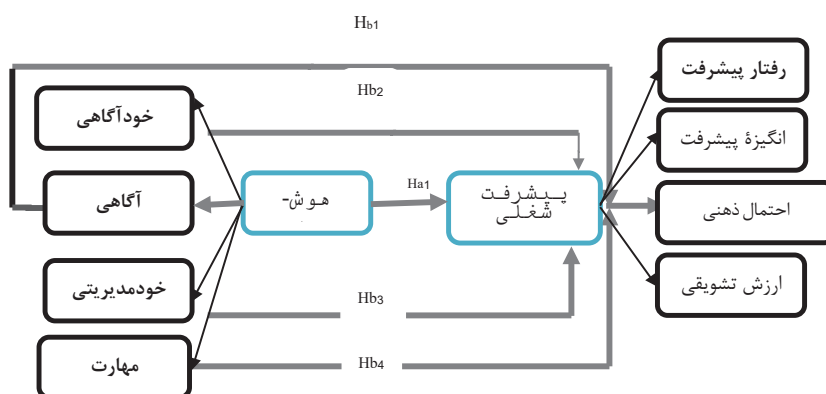 Hb1
رفتار پیشرفت
Hb2
خودآگاهی
انگیزهٔ پیشرفت
Ha1
آگاهی
هوش-
پیشرفت
شغلی
احتمال ذهنی
خودمدیریتی
ارزش تشویقی
Hb3
مهارت
Hb4